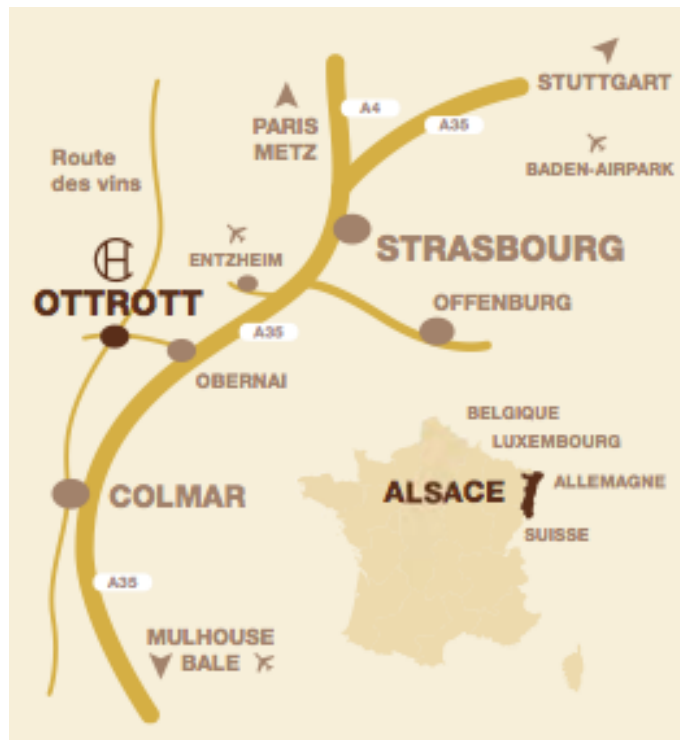 STUTTGART
A4
A35
PARIS
METZ
Route
des vins
BADEN-AIRPARK
STRASBOURG
ENTZHEIM
OTTROTT
OFFENBURG
A35
OBERNAI
BELGIQUE
LUXEMBOURG
ALSACE
ALLEMAGNE
COLMAR
SUISSE
A35
MULHOUSE
BALE